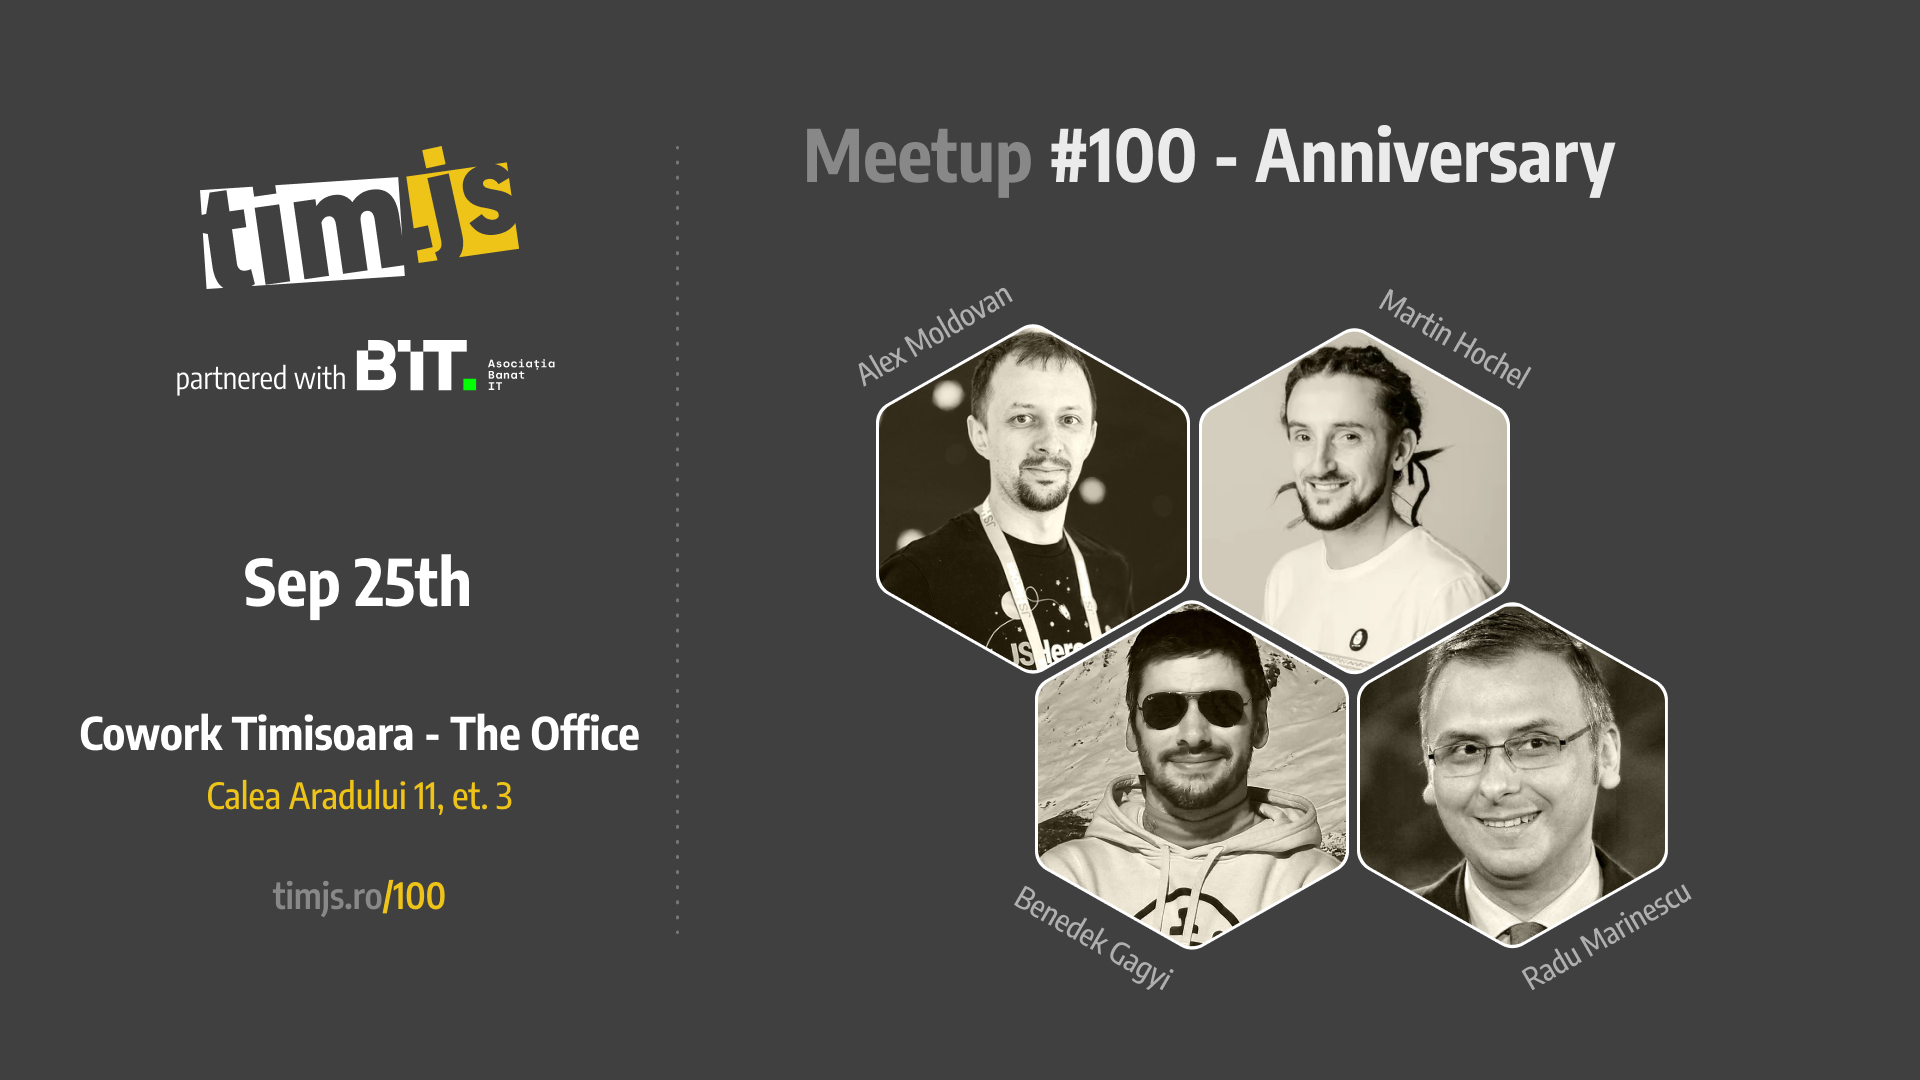 timjs
partnered with BIT. Asociația
Banat
IT
Sep 25th
Cowork Timisoara - The Office
Calea Aradului 11, et. 3
timjs.ro/100
Meetup #100 - Anniversary
Alex Moldovan
Martin Hochel
JSHero
Benedek Gagyi
Radu Marinescu